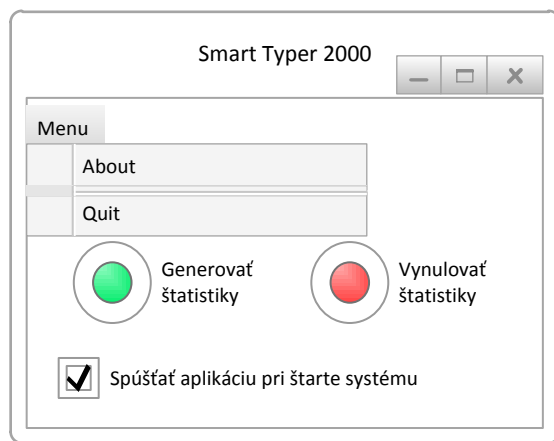 Smart Typer 2000
Menu
About
Quit
Generovať
štatistiky
Vynulovať
štatistiky
Spúšťať aplikáciu pri štarte systému